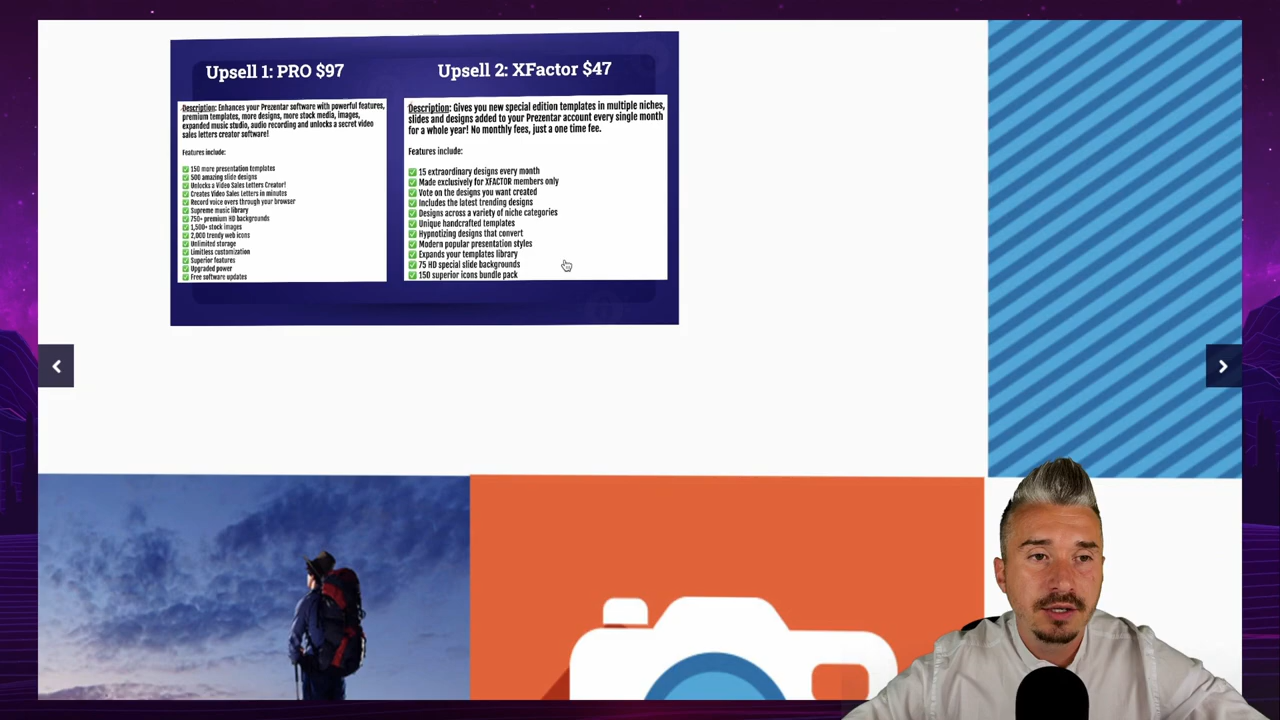 Upsell 1: PRO $97
Description: Enhances your Prezentar software with powerful features,
premium templates, more designs, more stock media, images,
expanded music studio, audio recording and unlocks a secret video
sales letters creator software!
Features include:
✅ 150 more presentation templates
✅ 500 amazing slide designs
✅ Unlocks a Video Sales Letters Creator!
✅ Creates Video Sales Letters in minutes
✅ Record voice overs through your browser
✅ Supreme music library
✅ 750+ premium HD backgrounds
✅ 1,500+ stock images
✅ 2,000 trendy web icons
✅ Unlimited storage
✅ Limitless customization
✅ Superior features
✅ Upgraded power
✅ Free software updates
Upsell 2: XFactor $47
Description: Gives you new special edition templates in multiple niches,
slides and designs added to your Prezentar account every single month
for a whole year! No monthly fees, just a one time fee.
Features include:
✅ 15 extraordinary designs every month
✅ Made exclusively for XFACTOR members only
✅ Vote on the designs you want created
✅ Includes the latest trending designs
✅ Designs across a variety of niche categories
✅ Unique handcrafted templates
✅ Hypnotizing designs that convert
✅ Modern popular presentation styles
✅ Expands your templates library
✅ 75 HD special slide backgrounds
✅ 150 superior icons bundle pack